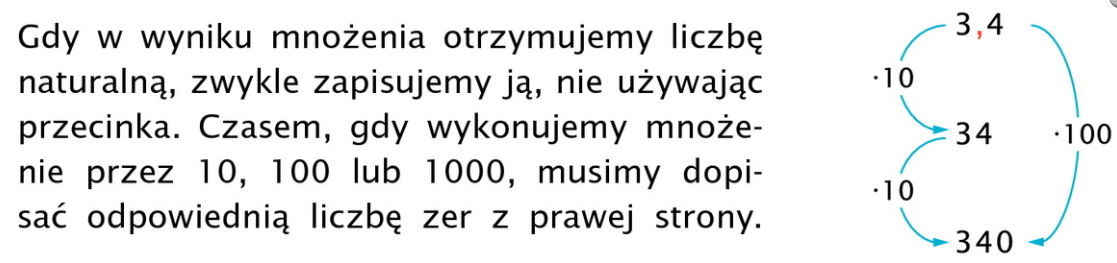 Gdy w wyniku mnożenia otrzymujemy liczbę
naturalną, zwykle zapisujemy ją, nie używając
przecinka. Czasem, gdy wykonujemy mnoże-
nie przez 10, 100 lub 1000, musimy dopi-
sać odpowiednią liczbę zer z prawej strony.
3,4
·10
34
·100
·10
340